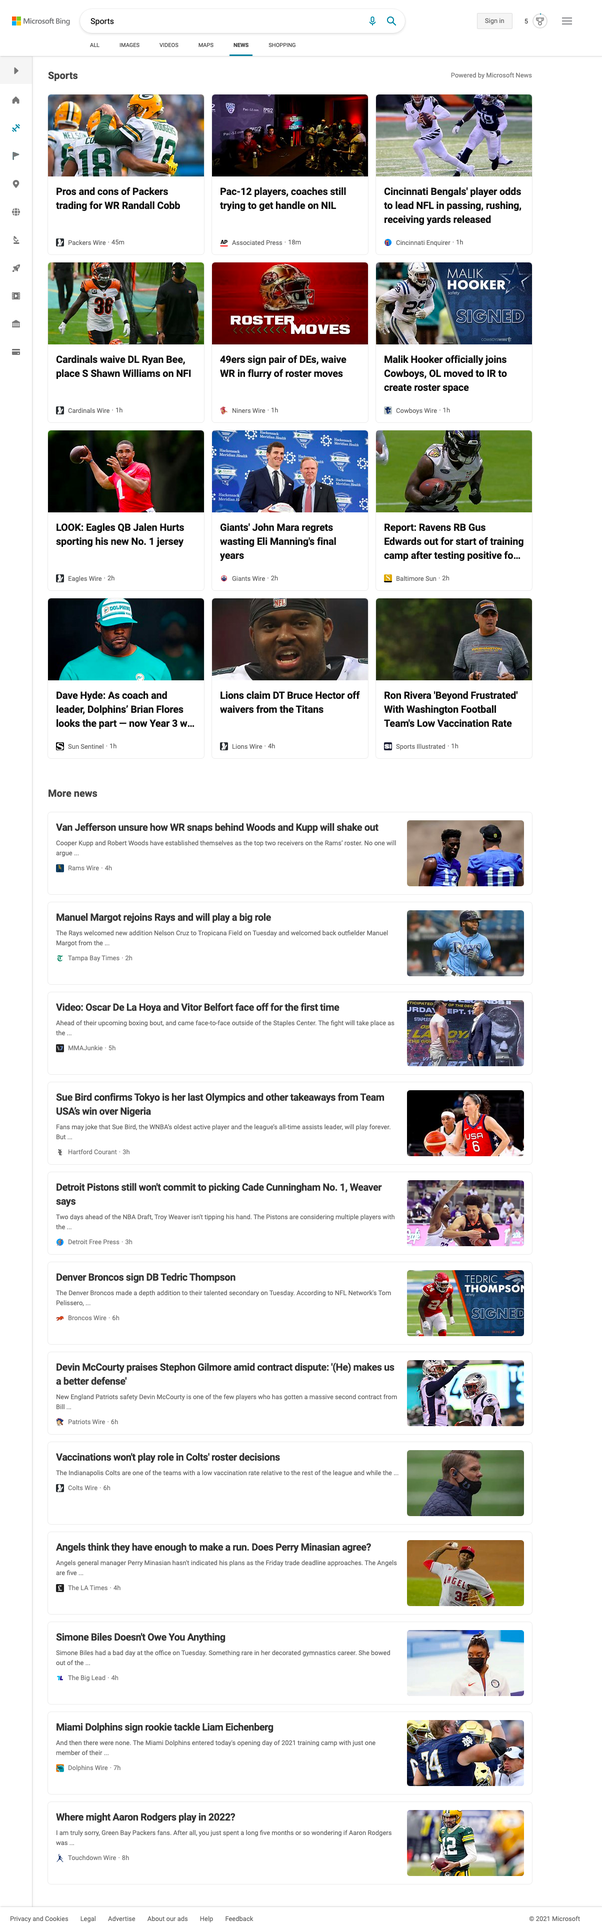 Microsoft Bing
Sports
Sign in
5
ALL IMAGES VIDEOS MAPS NEWS SHOPPING
Sports
Powered by Microsoft News
Pros and cons of Packers
trading for WR Randall Cobb
Packers Wire · 45m
Pac-12 players, coaches still
trying to get handle on NIL
AP Associated Press · 18m
Cincinnati Bengals' player odds
to lead NFL in passing, rushing,
receiving yards released
Cincinnati Enquirer · 1h
Cardinals waive DL Ryan Bee,
place S Shawn Williams on NFI
Cardinals Wire · 1h
ROSTER
MOVES
49ers sign pair of DEs, waive
WR in flurry of roster moves
Niners Wire · 1h
MALIK
HOOKER
safety
SIGNED
Malik Hooker officially joins
Cowboys, OL moved to IR to
create roster space
Cowboys Wire · 1h
LOOK: Eagles QB Jalen Hurts
sporting his new No. 1 jersey
Eagles Wire · 2h
Giants' John Mara regrets
wasting Eli Manning's final
years
Giants Wire · 2h
Report: Ravens RB Gus
Edwards out for start of training
camp after testing positive fo...
Baltimore Sun · 2h
Dave Hyde: As coach and
leader, Dolphins' Brian Flores
looks the part — now Year 3 w...
Sun Sentinel · 1h
Lions claim DT Bruce Hector off
waivers from the Titans
Lions Wire · 4h
Ron Rivera 'Beyond Frustrated'
With Washington Football
Team's Low Vaccination Rate
Sports Illustrated · 1h
More news
Van Jefferson unsure how WR snaps behind Woods and Kupp will shake out
Cooper Kupp and Robert Woods have established themselves as the top two receivers on the Rams' roster. No one will
argue ...
Rams Wire · 4h
Manuel Margot rejoins Rays and will play a big role
The Rays welcomed new addition Nelson Cruz to Tropicana Field on Tuesday and welcomed back outfielder Manuel
Margot from the ...
Tampa Bay Times · 2h
Video: Oscar De La Hoya and Vitor Belfort face off for the first time
Ahead of their upcoming boxing bout, and came face-to-face outside of the Staples Center. The fight will take place as
the ...
MMAJunkie · 5h
Sue Bird confirms Tokyo is her last Olympics and other takeaways from Team
USA's win over Nigeria
Fans may joke that Sue Bird, the WNBA's oldest active player and the league's all-time assists leader, will play forever.
But ...
Hartford Courant · 3h
Detroit Pistons still won't commit to picking Cade Cunningham No. 1, Weaver
says
Two days ahead of the NBA Draft, Troy Weaver isn't tipping his hand. The Pistons are considering multiple players with
the ...
Detroit Free Press · 3h
Denver Broncos sign DB Tedric Thompson
The Denver Broncos made a depth addition to their talented secondary on Tuesday. According to NFL Network's Tom
Pelissero, ...
Broncos Wire · 6h
TEDRIC
THOMPSON
SIGNED
Devin McCourty praises Stephon Gilmore amid contract dispute: '(He) makes us
a better defense'
New England Patriots safety Devin McCourty is one of the few players who has gotten a massive second contract from
Bill ...
Patriots Wire · 6h
Vaccinations won't play role in Colts' roster decisions
The Indianapolis Colts are one of the teams with a low vaccination rate relative to the rest of the league and while the ...
Colts Wire · 6h
Angels think they have enough to make a run. Does Perry Minasian agree?
Angels general manager Perry Minasian hasn't indicated his plans as the Friday trade deadline approaches. The Angels
are five ...
The LA Times · 4h
Simone Biles Doesn't Owe You Anything
Simone Biles had a bad day at the office on Tuesday. Something rare in her decorated gymnastics career. She bowed
out of the ...
The Big Lead · 4h
Miami Dolphins sign rookie tackle Liam Eichenberg
And then there were none. The Miami Dolphins entered today's opening day of 2021 training camp with just one
member of their ...
Dolphins Wire · 7h
Where might Aaron Rodgers play in 2022?
I am truly sorry, Green Bay Packers fans. After all, you just spent a long five months or so wondering if Aaron Rodgers
was ...
Touchdown Wire · 8h
Privacy and Cookies Legal Advertise About our ads Help Feedback
© 2021 Microsoft